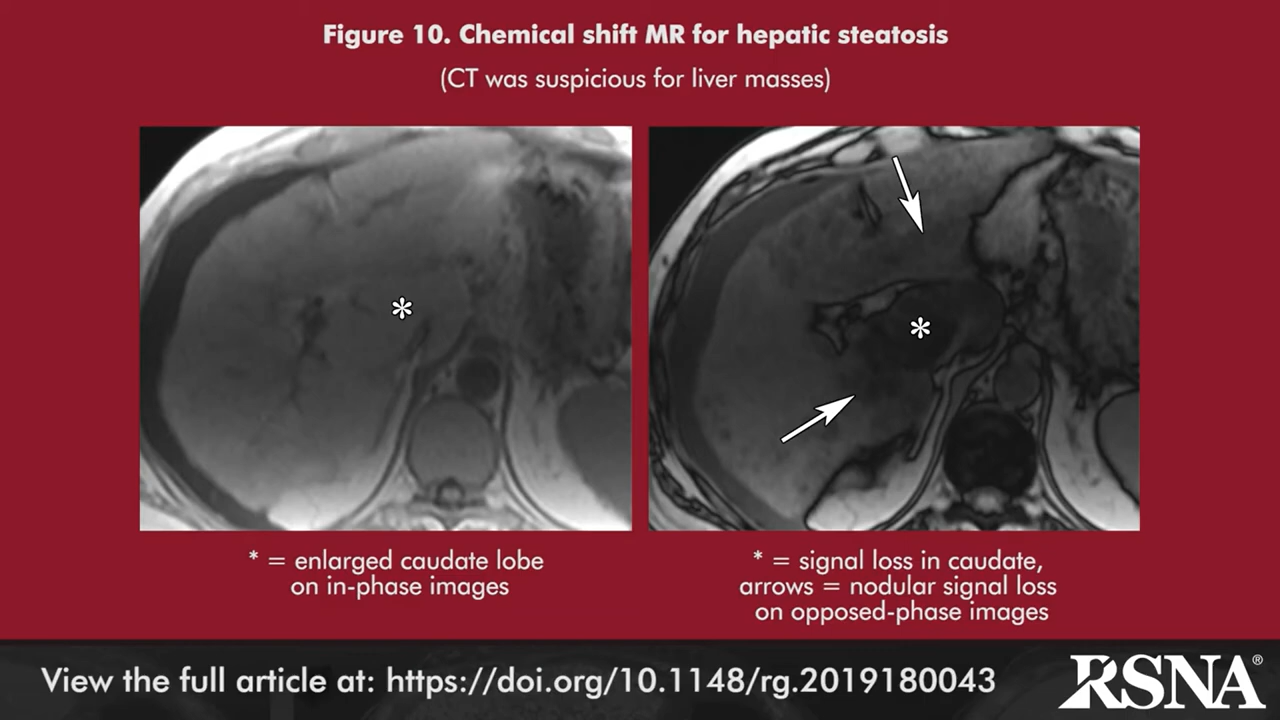 Figure 10. Chemical shift MR for hepatic steatosis
(CT was suspicious for liver masses)
*
*
* = enlarged caudate lobe
on in-phase images
* = signal loss in caudate,
arrows = nodular signal loss
on opposed-phase images
View the full article at: https://doi.org/10.1148/rg.2019180043
RSNA®